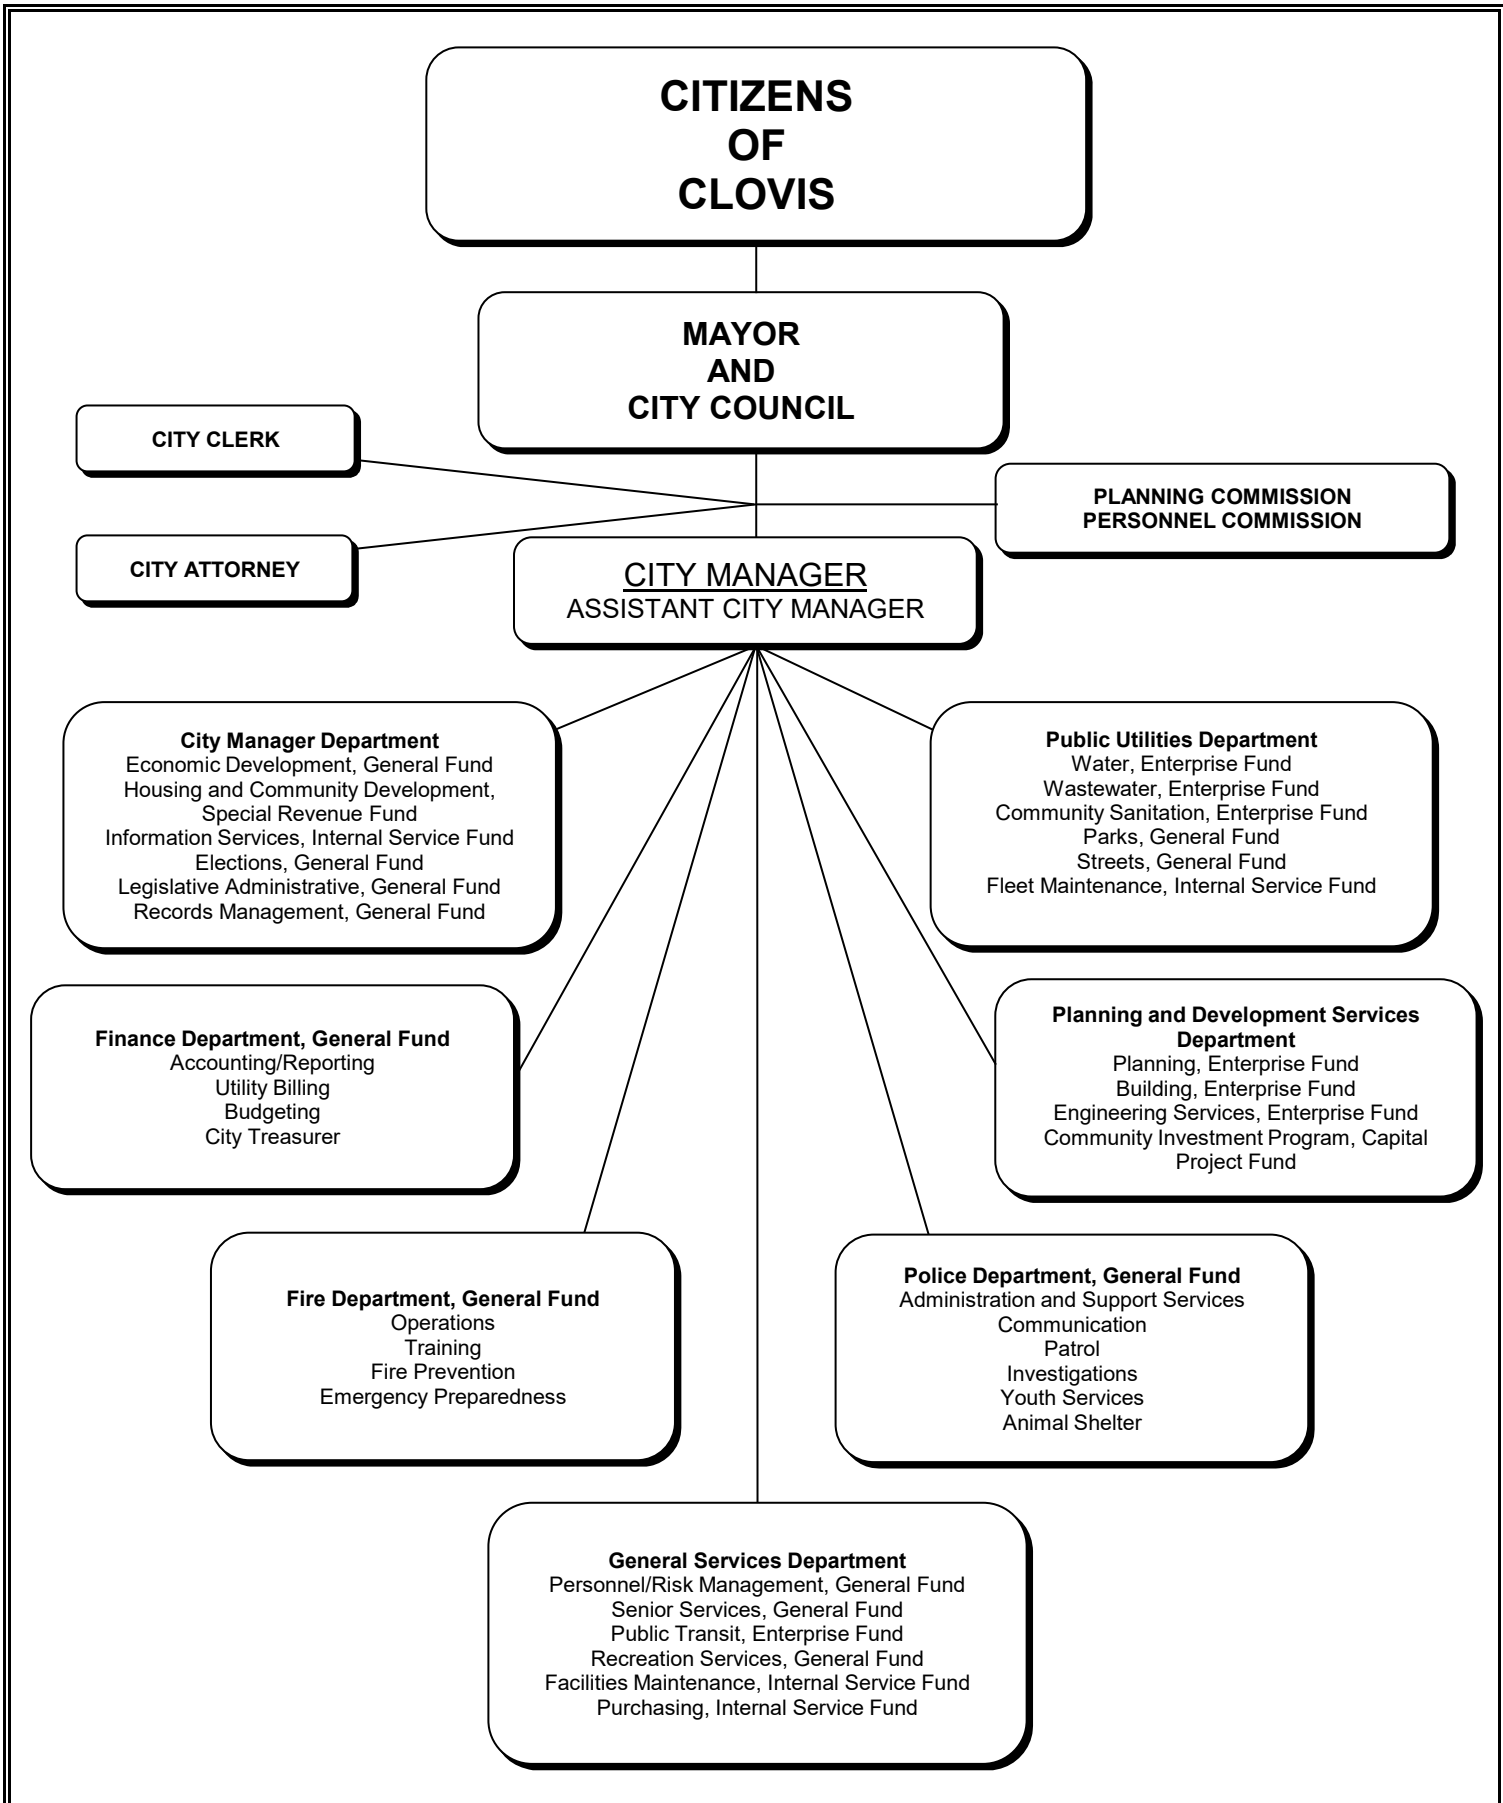 CITIZENS
OF
CLOVIS
MAYOR
AND
CITY COUNCIL
CITY CLERK
PLANNING COMMISSION
PERSONNEL COMMISSION
CITY ATTORNEY
CITY MANAGER
ASSISTANT CITY MANAGER
City Manager Department
Economic Development, General Fund
Housing and Community Development,
Special Revenue Fund
Information Services, Internal Service Fund
Elections, General Fund
Legislative Administrative, General Fund
Records Management, General Fund
Public Utilities Department
Water, Enterprise Fund
Wastewater, Enterprise Fund
Community Sanitation, Enterprise Fund
Parks, General Fund
Streets, General Fund
Fleet Maintenance, Internal Service Fund
Finance Department, General Fund
Accounting/Reporting
Utility Billing
Budgeting
City Treasurer
Planning and Development Services
Department
Planning, Enterprise Fund
Building, Enterprise Fund
Engineering Services, Enterprise Fund
Community Investment Program, Capital
Project Fund
Fire Department, General Fund
Operations
Training
Fire Prevention
Emergency Preparedness
Police Department, General Fund
Administration and Support Services
Communication
Patrol
Investigations
Youth Services
Animal Shelter
General Services Department
Personnel/Risk Management, General Fund
Senior Services, General Fund
Public Transit, Enterprise Fund
Recreation Services, General Fund
Facilities Maintenance, Internal Service Fund
Purchasing, Internal Service Fund